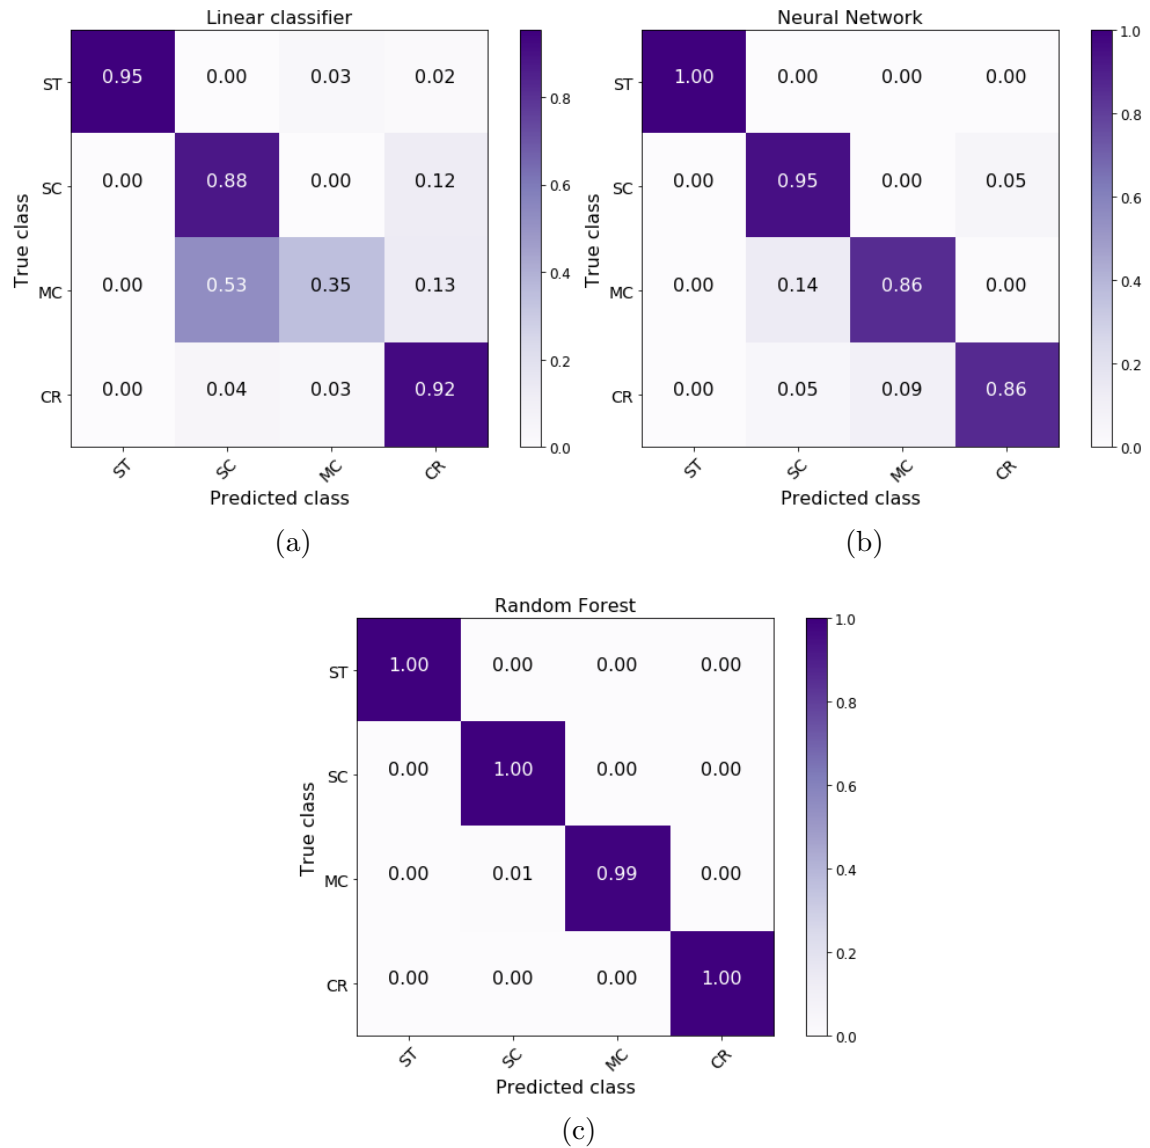 Linear classifier
ST 0.95 0.00 0.03 0.02
SC 0.00 0.88 0.00 0.12
MC 0.00 0.53 0.35 0.13
CR 0.00 0.04 0.03 0.92
ST SC MC CR
Predicted class
True class
0.8
0.6
0.4
0.2
0.0
(a)
Neural Network
ST 1.00 0.00 0.00 0.00
SC 0.00 0.95 0.00 0.05
MC 0.00 0.14 0.86 0.00
CR 0.00 0.05 0.09 0.86
ST SC MC CR
Predicted class
True class
1.0
0.8
0.6
0.4
0.2
0.0
(b)
Random Forest
ST 1.00 0.00 0.00 0.00
SC 0.00 1.00 0.00 0.00
MC 0.00 0.01 0.99 0.00
CR 0.00 0.00 0.00 1.00
ST SC MC CR
Predicted class
True class
1.0
0.8
0.6
0.4
0.2
0.0
(c)